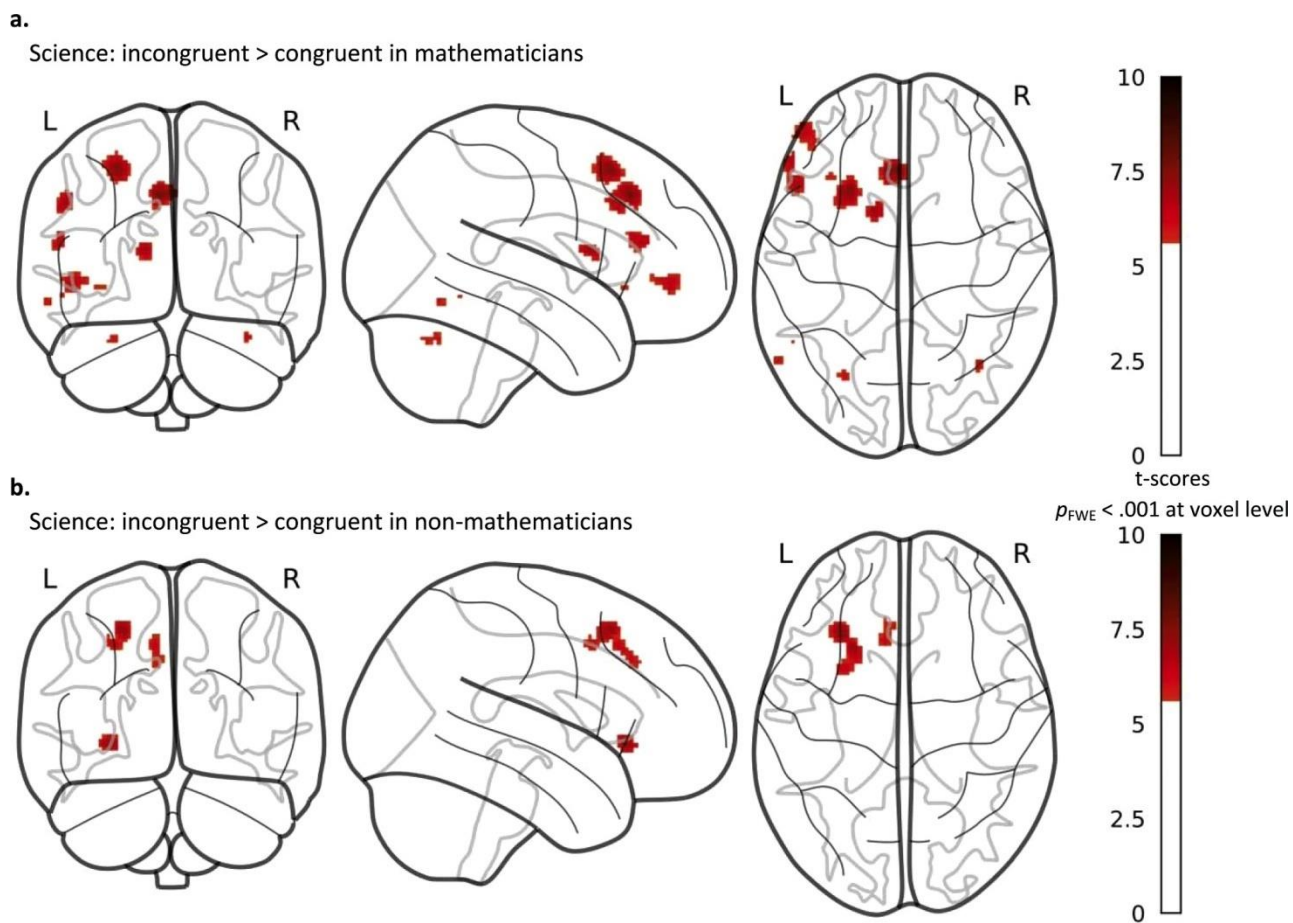 a.
Science: incongruent > congruent in mathematicians
L
R
L
R
10
7.5
5
2.5
0
t-scores
pFWE < .001 at voxel level
b.
Science: incongruent > congruent in non-mathematicians
L
R
L
R
10
7.5
5
2.5
0